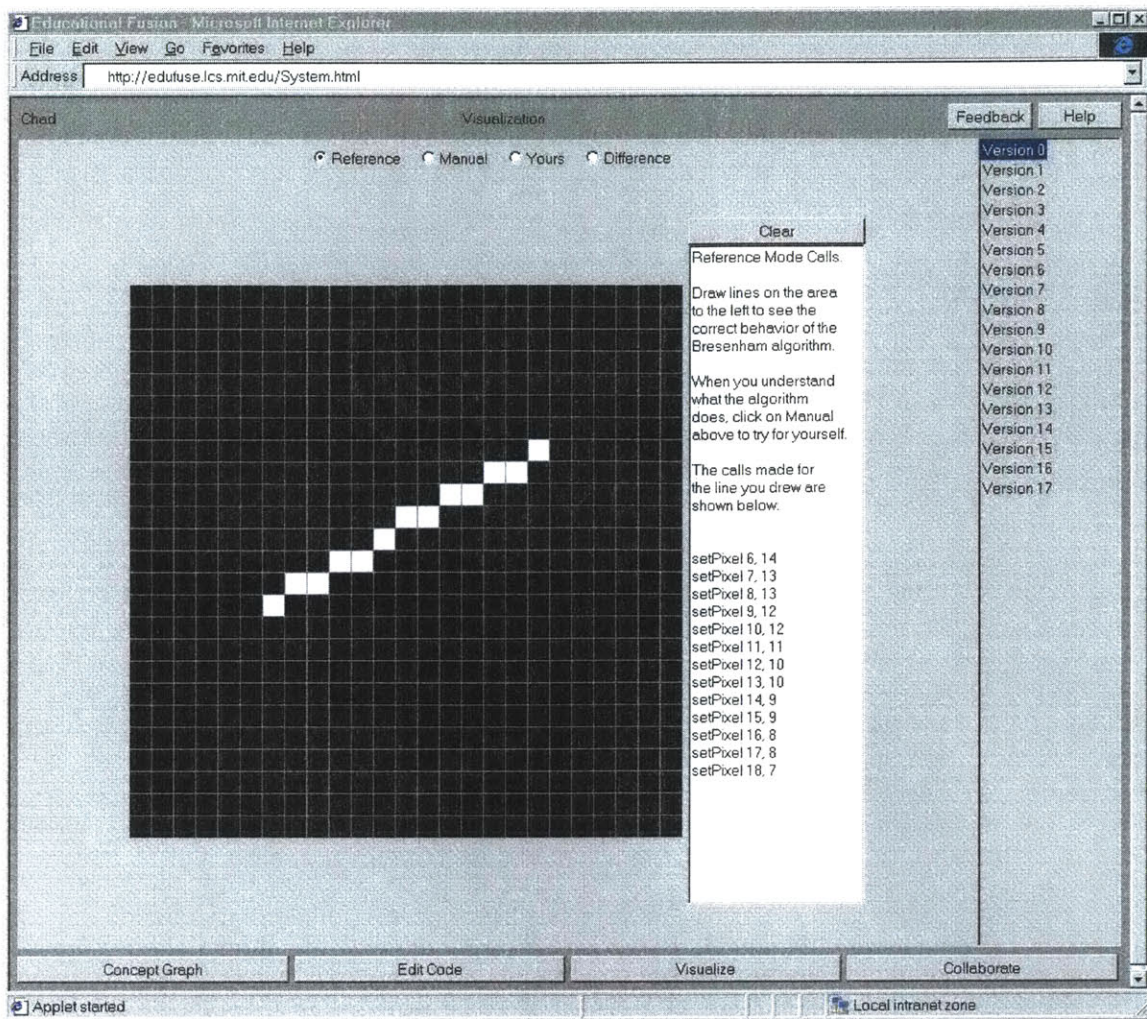 Educational Fusion - Microsoft Internet Explorer
File Edit View Go Favorites Help
Address http://edufuse.lcs.mit.edu/System.html
Chad Visualization Feedback Help
Reference Manual Yours Difference
Clear
Reference Mode Calls.
Draw lines on the area
to the left to see the
correct behavior of the
Bresenham algorithm.
When you understand
what the algorithm
does, click on Manual
above to try for yourself.
The calls made for
the line you drew are
shown below.
setPixel 6, 14
setPixel 7, 13
setPixel 8, 13
setPixel 9, 12
setPixel 10, 12
setPixel 11, 11
setPixel 12, 10
setPixel 13, 10
setPixel 14, 9
setPixel 15, 9
setPixel 16, 8
setPixel 17, 8
setPixel 18, 7
Version 0
Version 1
Version 2
Version 3
Version 4
Version 5
Version 6
Version 7
Version 8
Version 9
Version 10
Version 11
Version 12
Version 13
Version 14
Version 15
Version 16
Version 17
Concept Graph Edit Code Visualize Collaborate
Applet started Local intranet zone